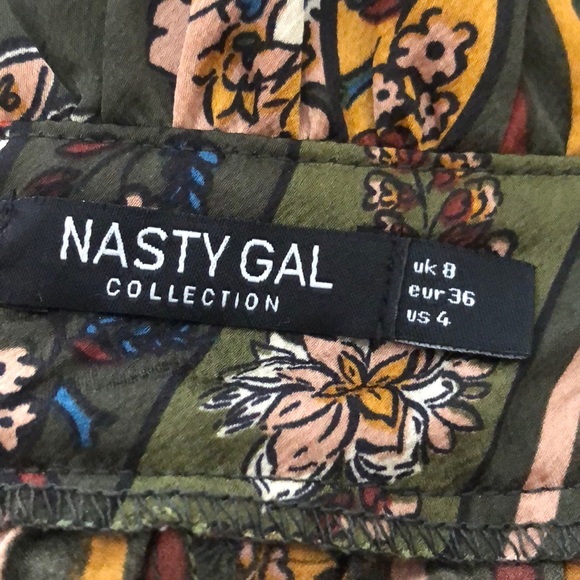 NASTY GAL
COLLECTION
uk 8
eur 36
us 4